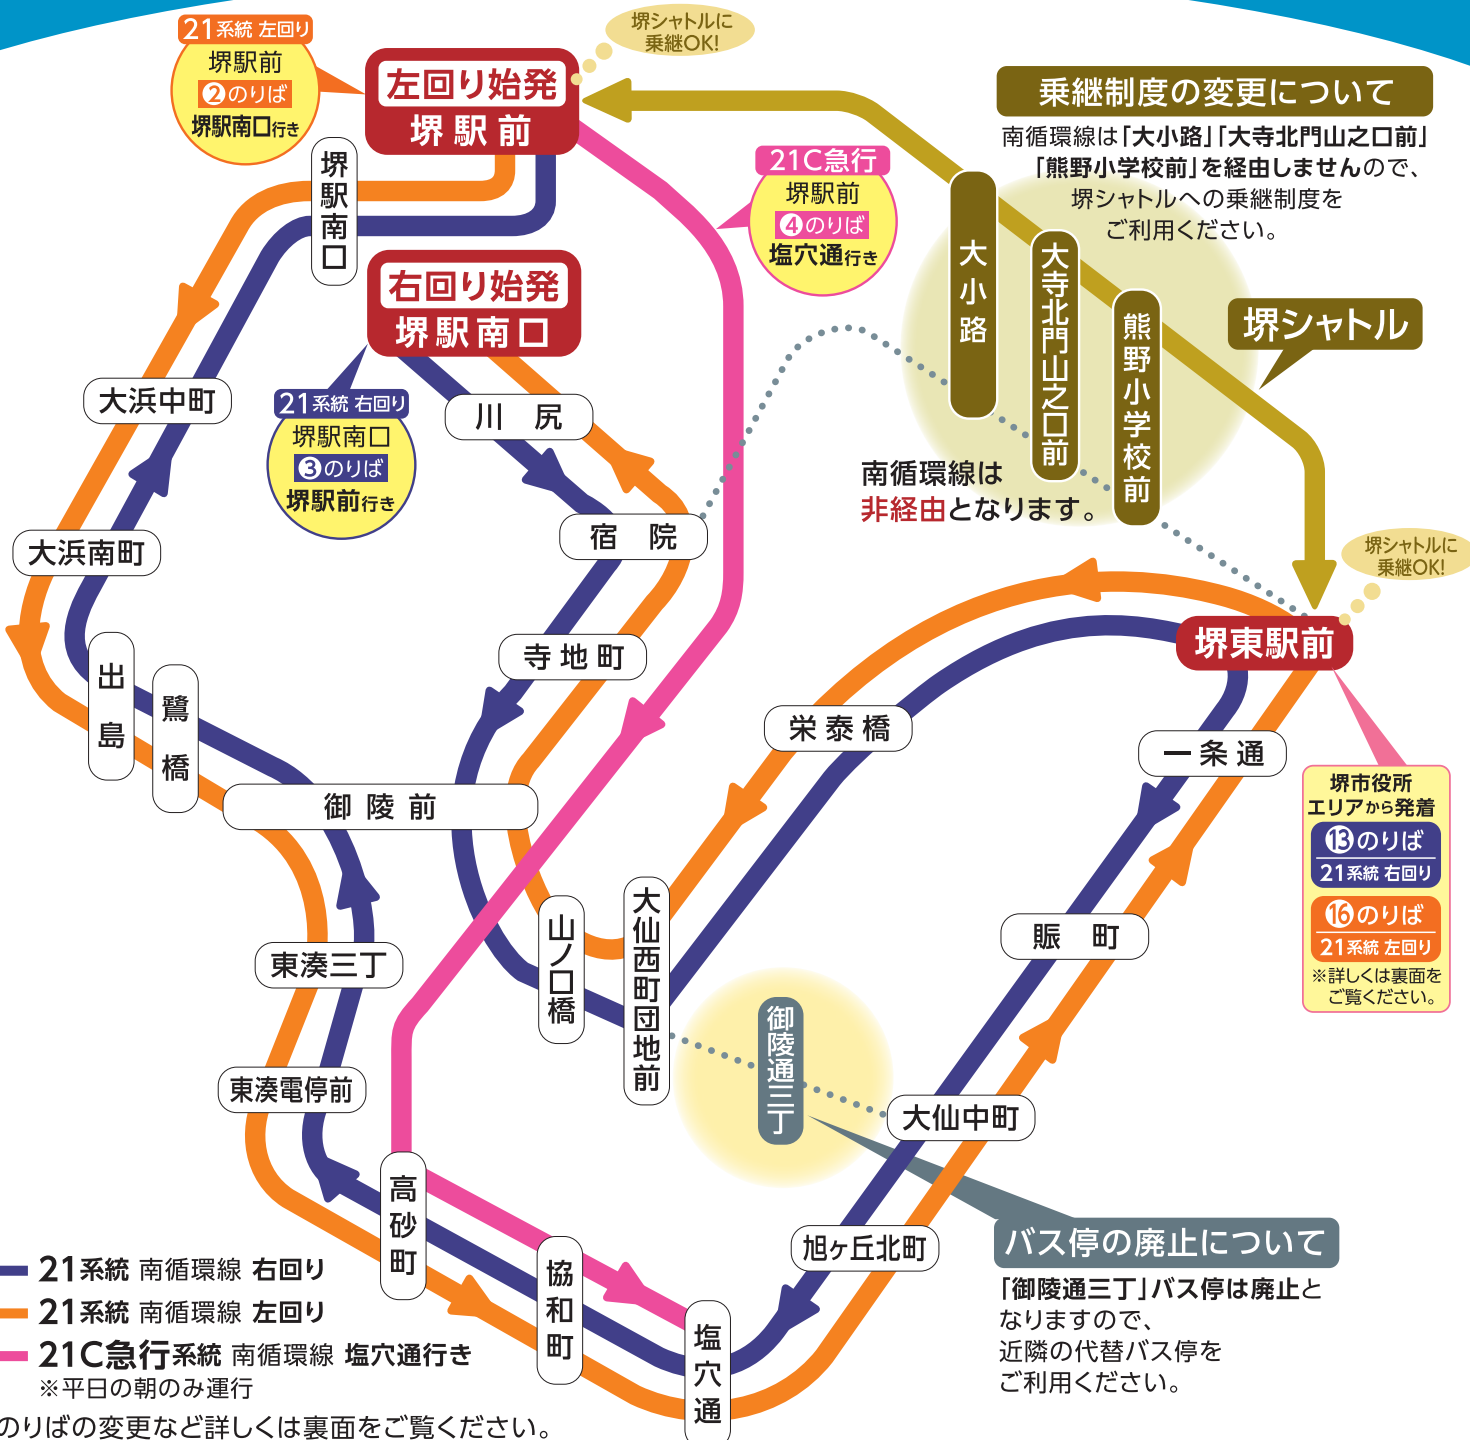 21系統 左回り
堺駅前
②のりば
堺駅南口行き
左回り始発
堺駅前
堺シャトルに
乗継OK!
乗継制度の変更について
南循環線は「大小路」「大寺北門山之口前」
「熊野小学校前」を経由しませんので、
堺シャトルへの乗継制度を
ご利用ください。
21C急行
堺駅前
④のりば
塩穴通行き
堺駅南口
右回り始発
堺駅南口
大小路
大寺北門山之口前
熊野小学校前
堺シャトル
21系統 右回り
堺駅南口
③のりば
堺駅前行き
大浜中町
川尻
南循環線は
非経由となります。
宿院
大浜南町
堺シャトルに
乗継OK!
堺東駅前
寺地町
出島
鷺橋
栄泰橋
一条通
御陵前
堺市役所
エリアから発着
⑬のりば
21系統 右回り
⑯のりば
21系統 左回り
※詳しくは裏面を
ご覧ください。
山ノ口橋
大仙西町団地前
賑町
東湊三丁
御陵通三丁
東湊電停前
大仙中町
高砂町
協和町
塩穴通
旭ヶ丘北町
バス停の廃止について
「御陵通三丁」バス停は廃止と
なりますので、
近隣の代替バス停を
ご利用ください。
21系統 南循環線 右回り
21系統 南循環線 左回り
21C急行系統 南循環線 塩穴通行き
※平日の朝のみ運行
のりばの変更など詳しくは裏面をご覧ください。